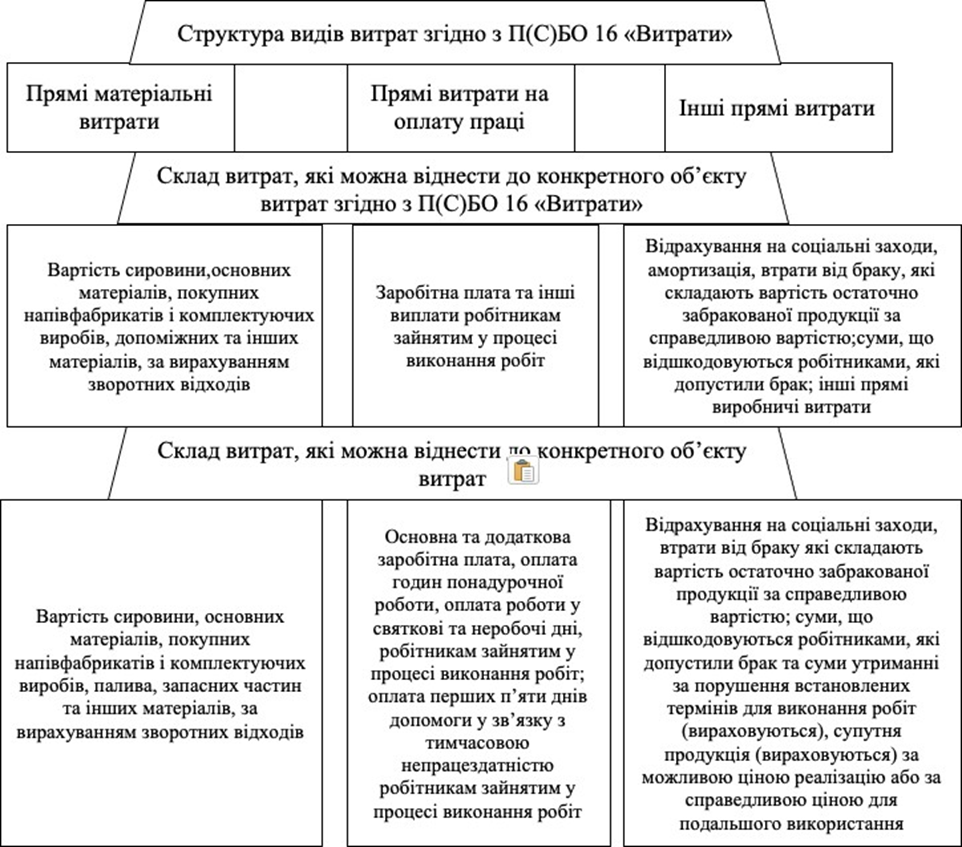 Структура видів витрат згідно з П(С)БО 16 «Витрати»
Прямі матеріальні
витрати
Прямі витрати на
оплату праці
Інші прямі витрати
Склад витрат, які можна віднести до конкретного об’єкту
витрат згідно з П(С)БО 16 «Витрати»
Вартість сировини,основних
матеріалів, покупних
напівфабрикатів і комплектуючих
виробів, допоміжних та інших
матеріалів, за вирахуванням
зворотних відходів
Заробітна плата та інші
виплати робітникам
зайнятим у процесі
виконання робіт
Відрахування на соціальні заходи,
амортизація, втрати від браку, які
складають вартість остаточно
забракованої продукції за
справедливою вартістю;суми, що
відшкодовуються робітниками, які
допустили брак; інші прямі
виробничі витрати
Склад витрат, які можна віднести до конкретного об’єкту
витрат
Вартість сировини, основних
матеріалів, покупних
напівфабрикатів і комплектуючих
виробів, палива, запасних частин
та інших матеріалів, за
вирахуванням зворотних відходів
Основна та додаткова
заробітна плата, оплата
годин понадурочної
роботи, оплата роботи у
святкові та неробочі дні,
робітникам зайнятим у
процесі виконання робіт;
оплата перших п’яти днів
допомоги у зв’язку з
тимчасовою
непрацездатністю
робітникам зайнятим у
процесі виконання робіт
Відрахування на соціальні заходи,
втрати від браку які складають
вартість остаточно забракованої
продукції за справедливою
вартістю; суми, що
відшкодовуються робітниками, які
допустили брак та суми утриманні
за порушення встановлених
термінів для виконання робіт
(вираховуються), супутня
продукція (вираховуються) за
можливою ціною реалізацію або за
справедливою ціною для
подальшого використання